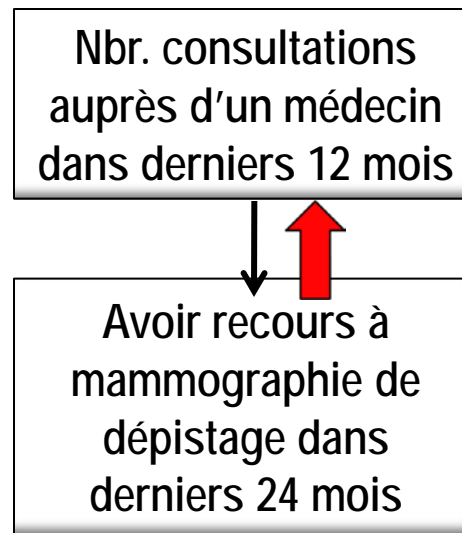 Nbr. consultations
auprès d'un médecin
dans derniers 12 mois
Avoir recours à
mammographie de
dépistage dans
derniers 24 mois